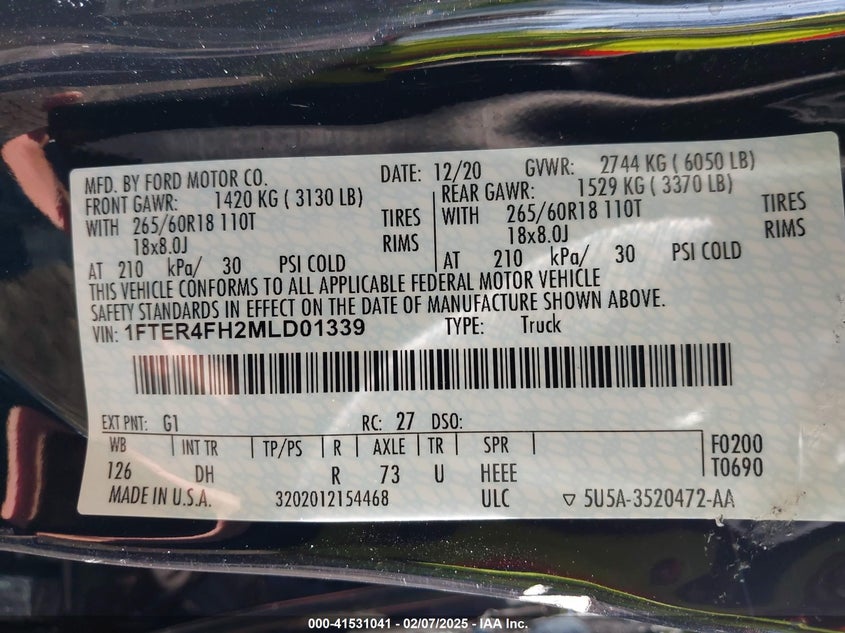 MFD. BY FORD MOTOR CO. DATE: 12/20 GVWR: 2744 KG ( 6050 LB)
FRONT GAWR: 1420 KG ( 3130 LB) REAR GAWR: 1529 KG ( 3370 LB)
WITH 265/60R18 110T TIRES WITH 265/60R18 110T TIRES
18x8.0J RIMS 18x8.0J RIMS
AT 210 kPa/ 30 PSI COLD AT 210 kPa/ 30 PSI COLD
THIS VEHICLE CONFORMS TO ALL APPLICABLE FEDERAL MOTOR VEHICLE
SAFETY STANDARDS IN EFFECT ON THE DATE OF MANUFACTURE SHOWN ABOVE.
VIN: 1FTER4FH2MLD01339 TYPE: Truck
EXT PNT: G1 RC: 27 DSO:
WB INT TR TP/PS R AXLE TR SPR F0200
126 DH R 73 U HEEE T0690
MADE IN U.S.A. 3202012154468 ULC ▽ 5U5A-3520472-AA
000-41531041 / 02/07/2025 - IAA Inc.